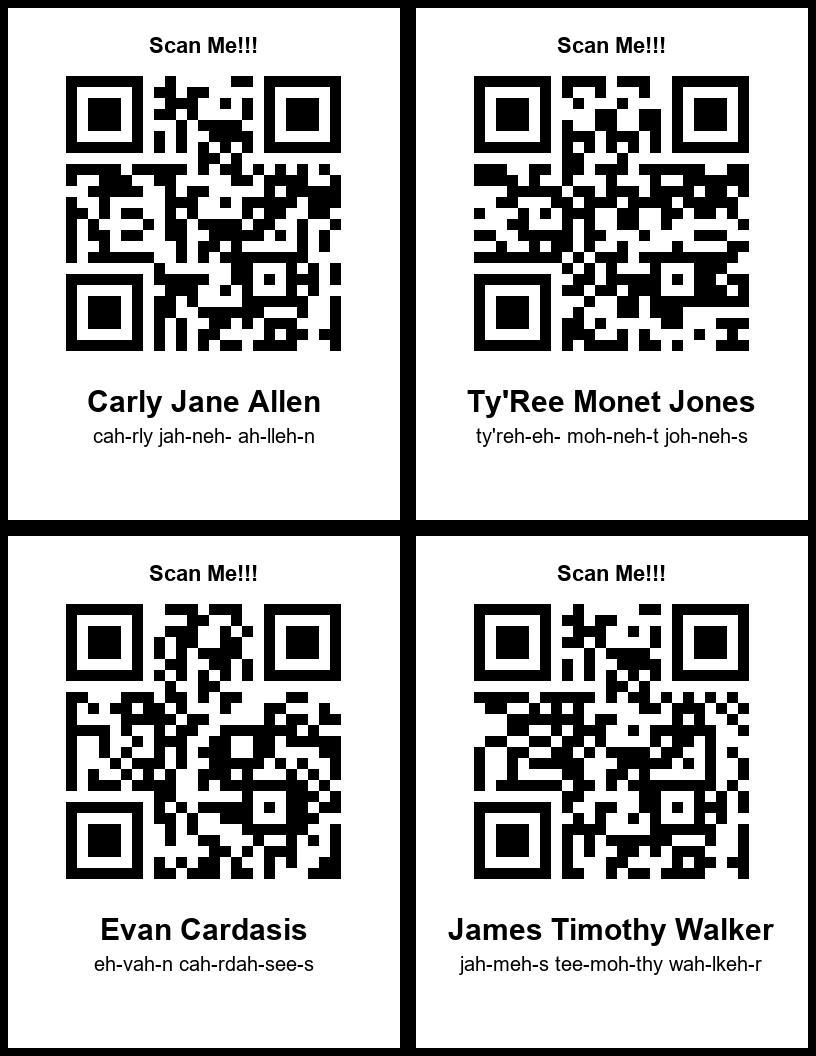 Scan Me!!!
Carly Jane Allen
cah-rly jah-neh- ah-lleh-n
Scan Me!!!
Ty'Ree Monet Jones
ty'reh-eh- moh-neh-t joh-neh-s
Scan Me!!!
Evan Cardasis
eh-vah-n cah-rdah-see-s
Scan Me!!!
James Timothy Walker
jah-meh-s tee-moh-thy wah-lkeh-r